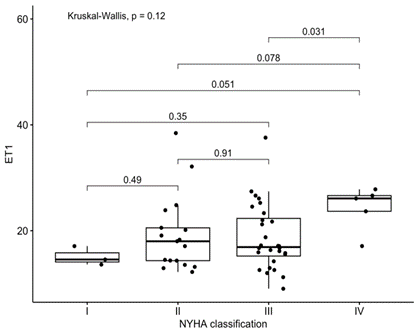 60
Kruskal-Wallis, p = 0.12
0.031
0.078
0.051
40
0.35
0.91
0.49
ET1
20
I II III IV
NYHA classification